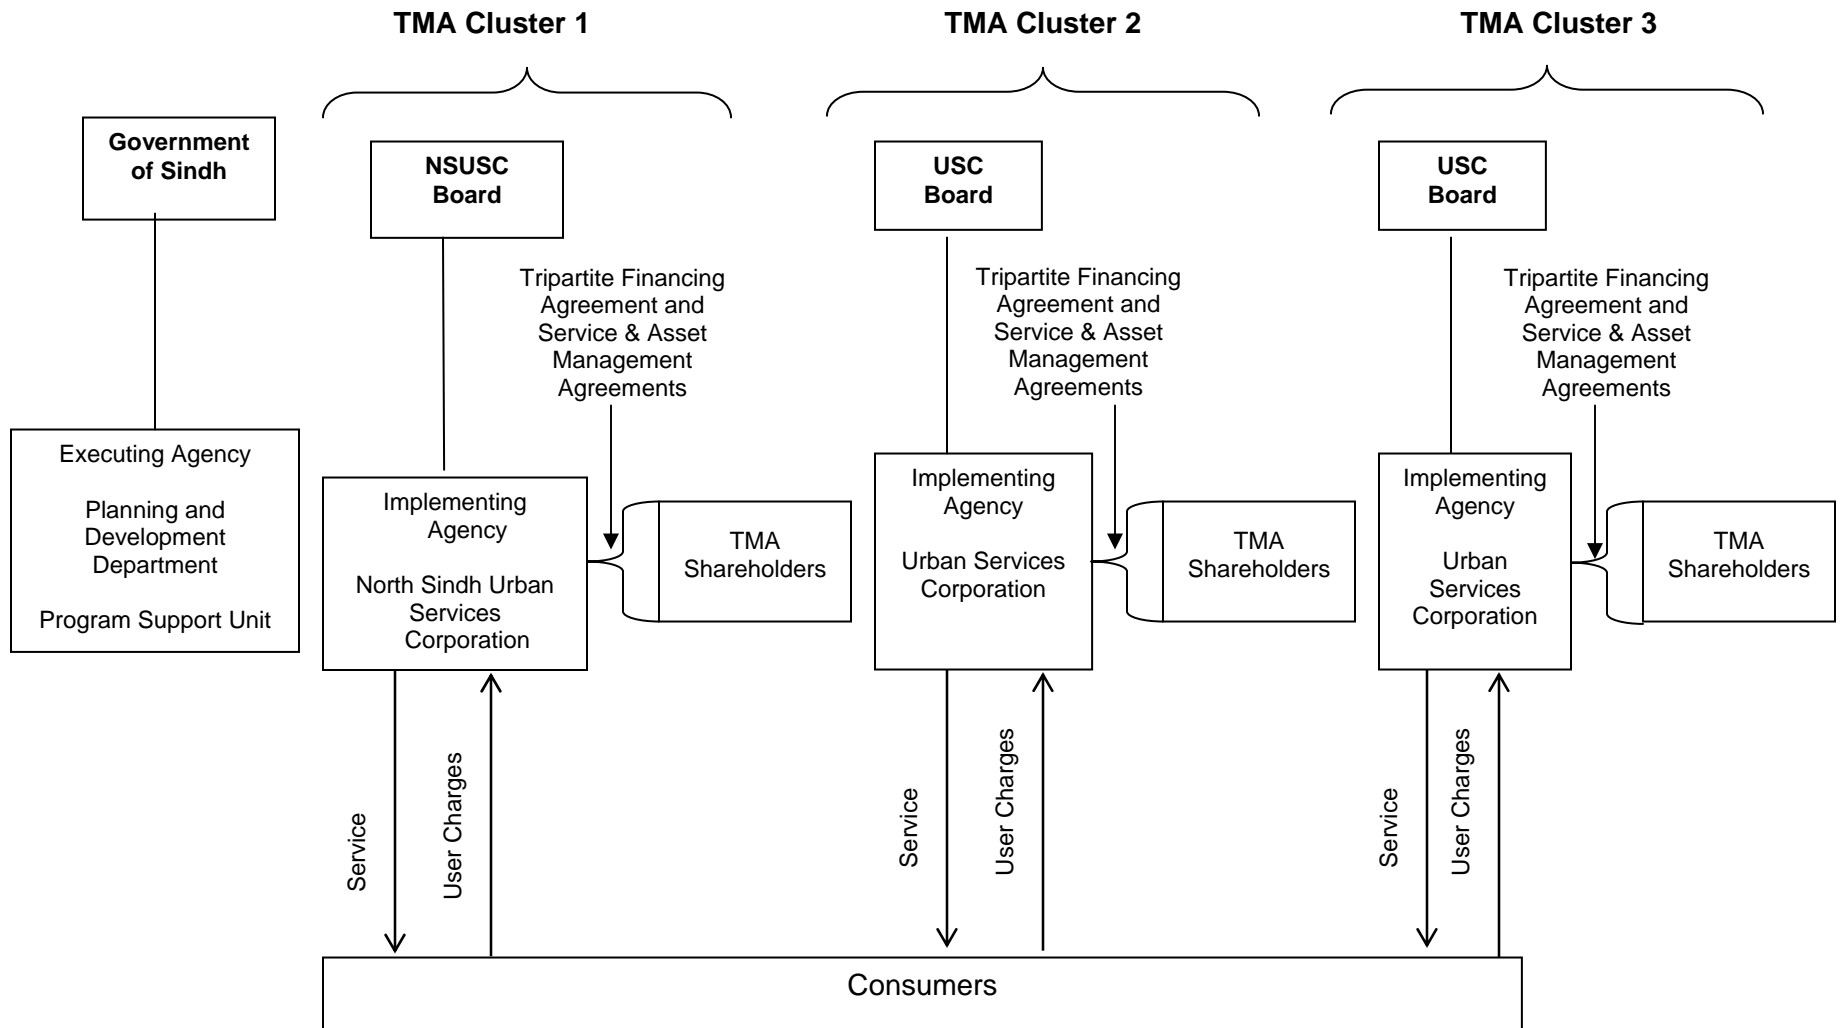 TMA Cluster 1
TMA Cluster 2
TMA Cluster 3
Government
of Sindh
NSUSC
Board
USC
Board
USC
Board
Tripartite Financing
Agreement and
Service & Asset
Management
Agreements
Tripartite Financing
Agreement and
Service & Asset
Management
Agreements
Tripartite Financing
Agreement and
Service & Asset
Management
Agreements
Executing Agency
Planning and
Development
Department
Program Support Unit
Implementing
Agency
North Sindh Urban
Services
Corporation
TMA
Shareholders
Implementing
Agency
Urban Services
Corporation
TMA
Shareholders
Implementing
Agency
Urban
Services
Corporation
TMA
Shareholders
Service
User Charges
Service
User Charges
Service
User Charges
Consumers